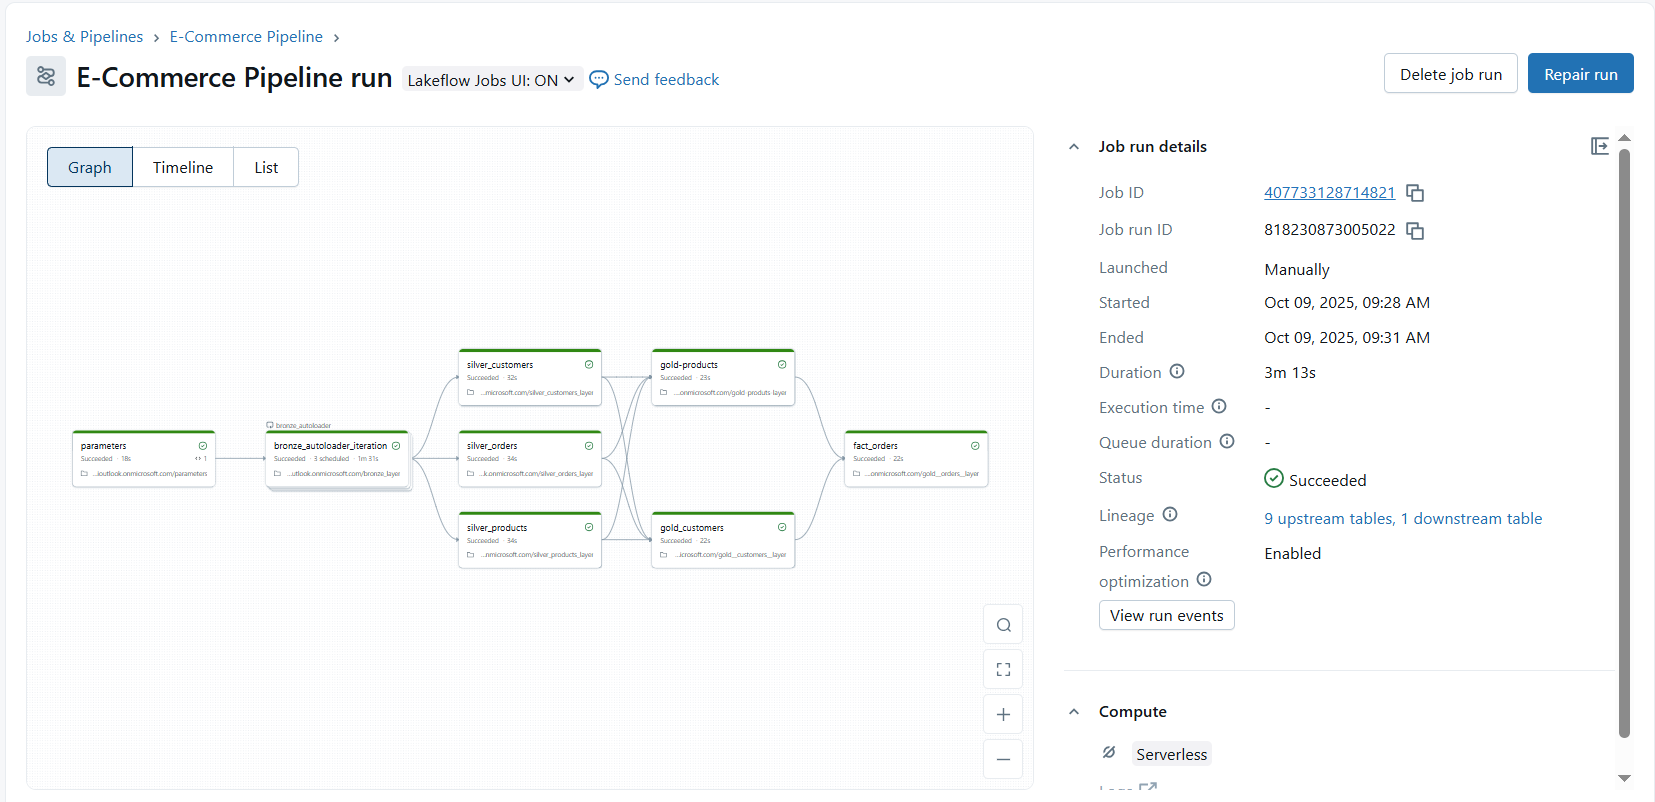 Jobs & Pipelines › E-Commerce Pipeline ›
E-Commerce Pipeline run
Lakeflow Jobs UI: ON
Send feedback
Delete job run
Repair run
Graph
Timeline
List
parameters
Succeeded · 18s
1
...ioutlook.onmicrosoft.com/parameters
bronze_autoloader
bronze_autoloader_iteration
Succeeded · 3 scheduled · 1m 31s
...utlook.onmicrosoft.com/bronze_layer
silver_customers
Succeeded · 32s
...microsoft.com/silver_customers_layer
silver_orders
Succeeded · 34s
...k.onmicrosoft.com/silver_orders_layer
silver_products
Succeeded · 34s
...nmicrosoft.com/silver_products_layer
gold-products
Succeeded · 23s
...onmicrosoft.com/gold-produts_layer
gold_customers
Succeeded · 22s
...icrosoft.com/gold__customers__layer
fact_orders
Succeeded · 22s
...onmicrosoft.com/gold__orders__layer
Job run details
Job ID 407733128714821
Job run ID 818230873005022
Launched Manually
Started Oct 09, 2025, 09:28 AM
Ended Oct 09, 2025, 09:31 AM
Duration 3m 13s
Execution time -
Queue duration -
Status Succeeded
Lineage 9 upstream tables, 1 downstream table
Performance optimization Enabled
View run events
Compute
Serverless